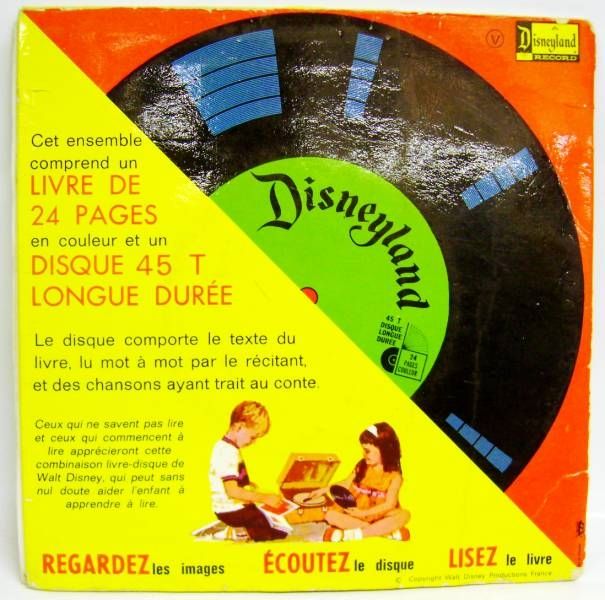 V
Disneyland
RECORD
Cet ensemble
comprend un
LIVRE DE
24 PAGES
en couleur et un
DISQUE 45 T
LONGUE DURÉE
Disneyland
45 T
DISQUE
LONGUE
DURÉE
24
PAGES
COULEUR
Le disque comporte le texte du
livre, lu mot à mot par le récitant,
et des chansons ayant trait au conte.
Ceux qui ne savent pas lire
et ceux qui commencent à
lire apprécieront cette
combinaison livre-disque de
Walt Disney, qui peut sans
nul doute aider l'enfant à
apprendre à lire.
REGARDEZ les images ÉCOUTEZ le disque LISEZ le livre
© Copyright Walt Disney Productions France